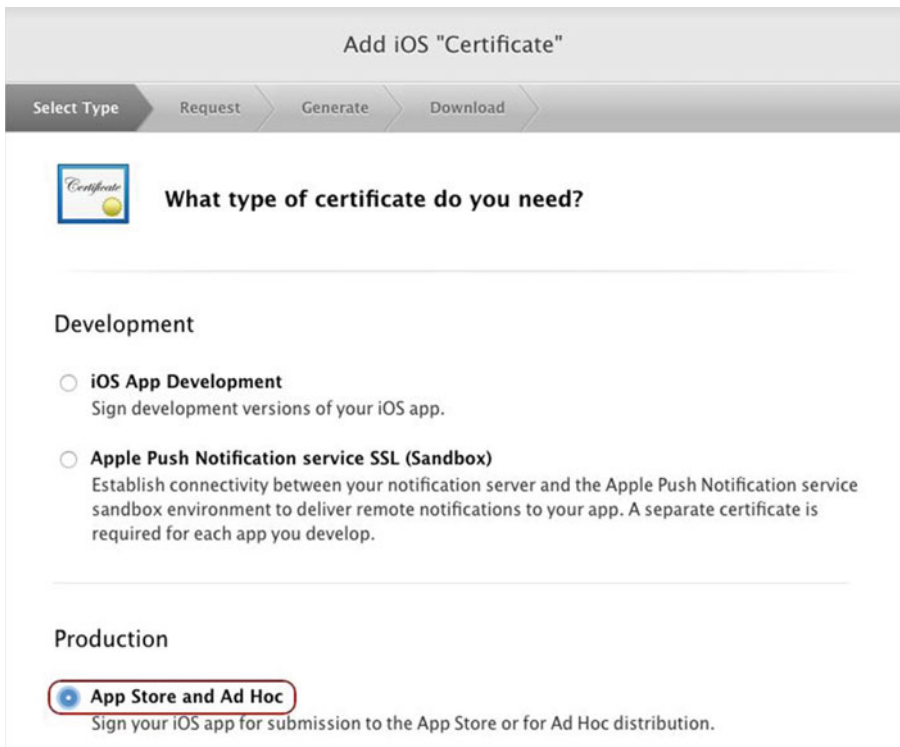 Add iOS "Certificate"
Select Type Request Generate Download
Certificate
What type of certificate do you need?
Development
iOS App Development
Sign development versions of your iOS app.
Apple Push Notification service SSL (Sandbox)
Establish connectivity between your notification server and the Apple Push Notification service
sandbox environment to deliver remote notifications to your app. A separate certificate is
required for each app you develop.
Production
App Store and Ad Hoc
Sign your iOS app for submission to the App Store or for Ad Hoc distribution.